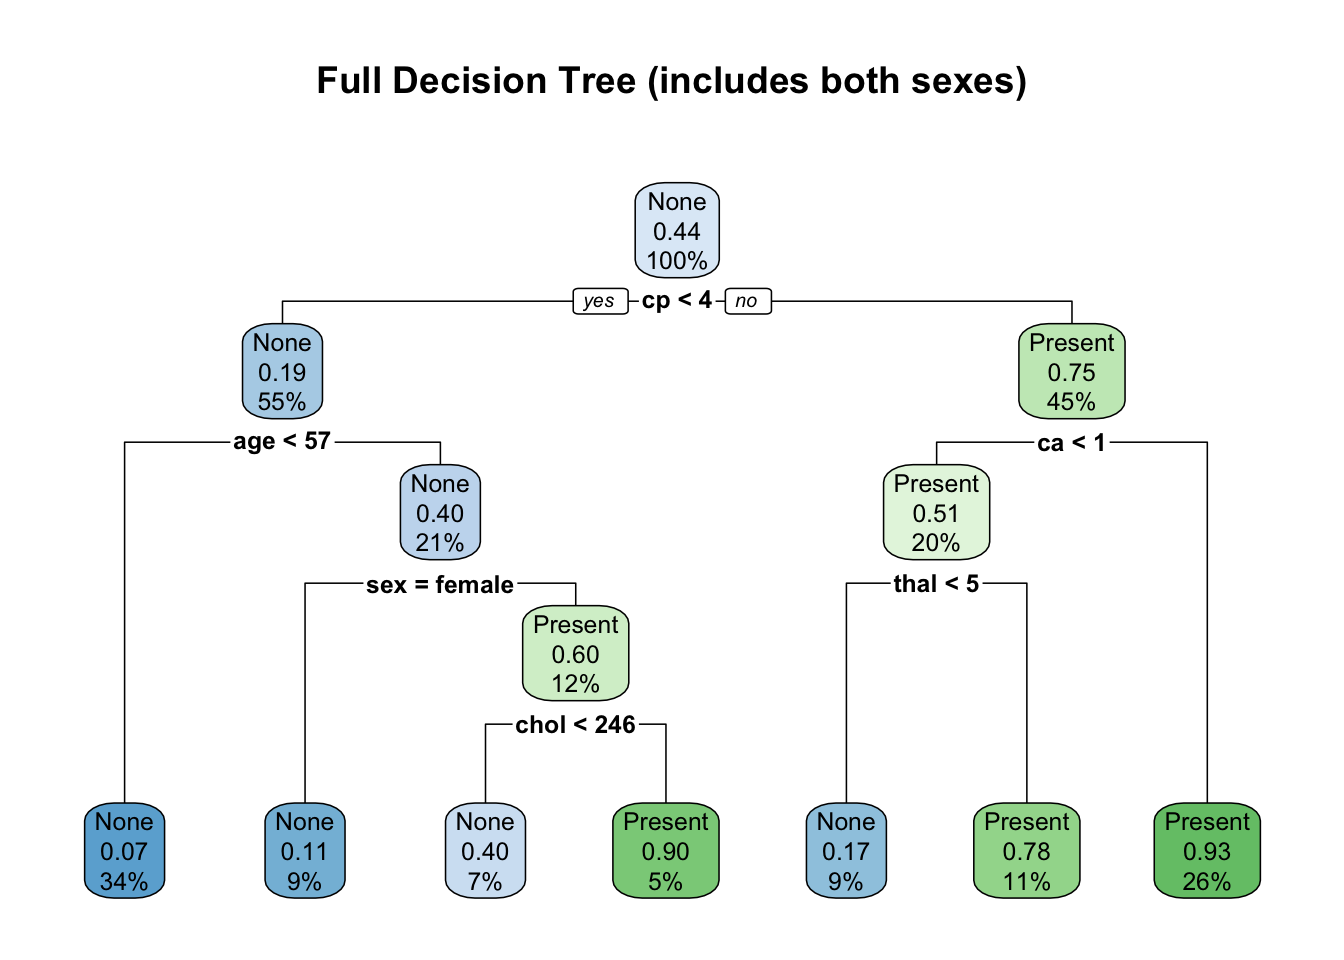 Full Decision Tree (includes both sexes)
None
0.44
100%
yes cp < 4 no
None
0.19
55%
Present
0.75
45%
age < 57
ca < 1
None
0.40
21%
Present
0.51
20%
sex = female
thal < 5
Present
0.60
12%
chol < 246
None
0.07
34%
None
0.11
9%
None
0.40
7%
Present
0.90
5%
None
0.17
9%
Present
0.78
11%
Present
0.93
26%